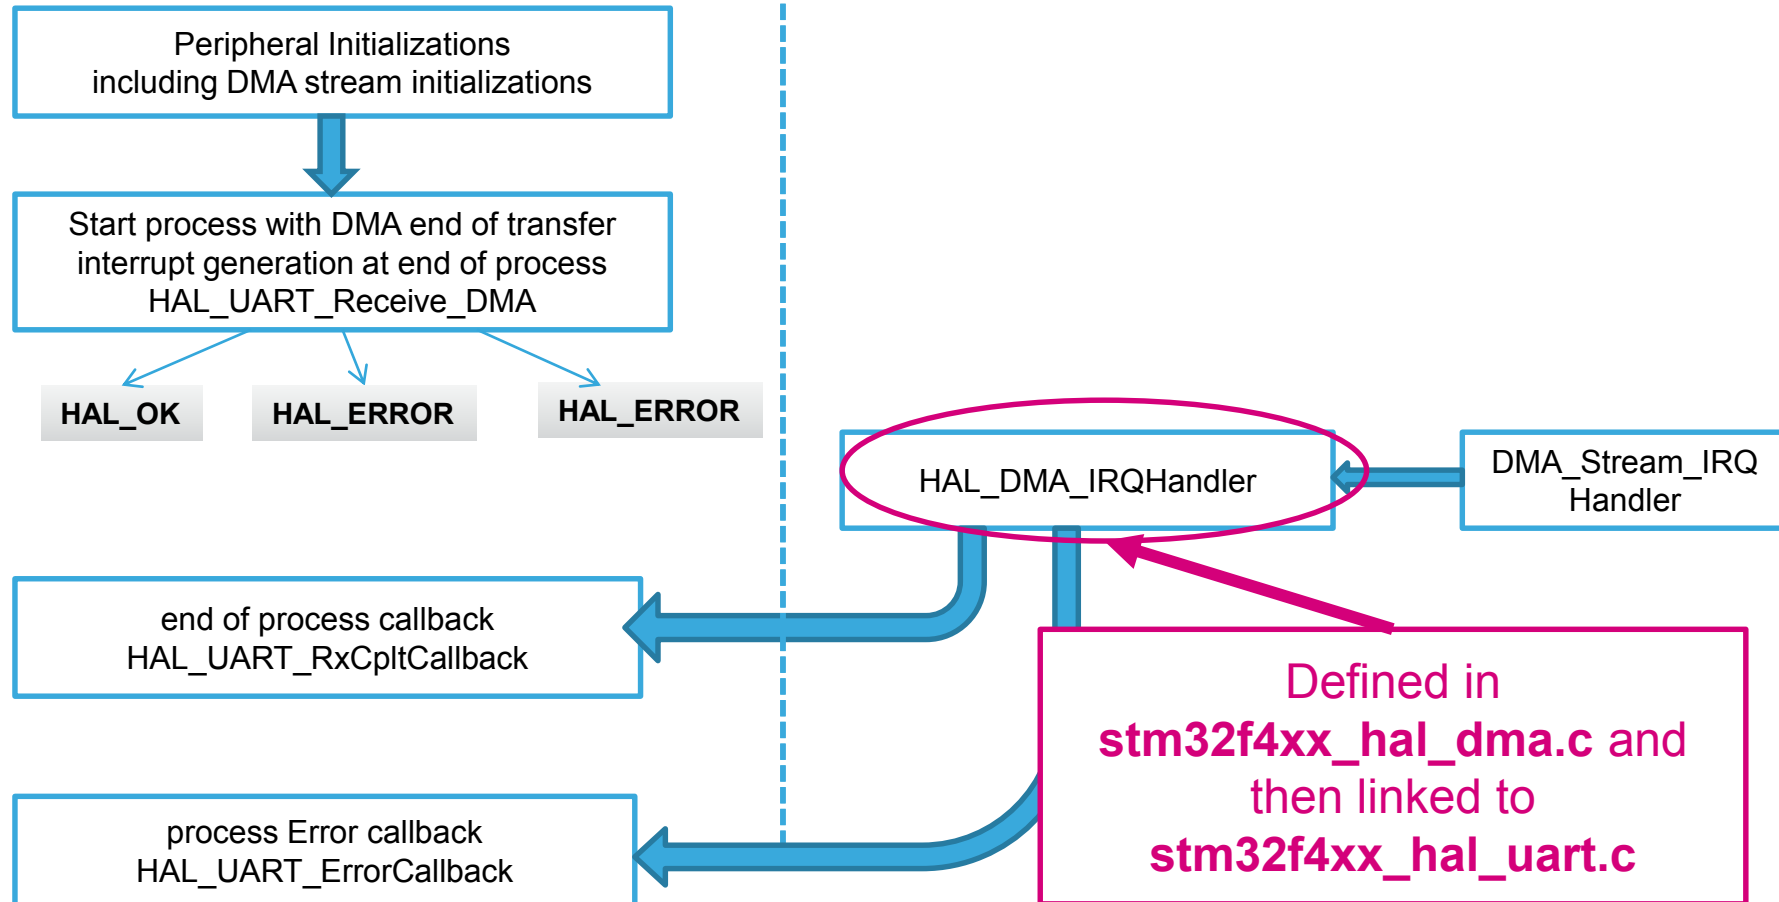 Peripheral Initializations
including DMA stream initializations
Start process with DMA end of transfer
interrupt generation at end of process
HAL_UART_Receive_DMA
HAL_OK
HAL_ERROR
HAL_ERROR
HAL_DMA_IRQHandler
DMA_Stream_IRQ
Handler
end of process callback
HAL_UART_RxCpltCallback
Defined in
stm32f4xx_hal_dma.c and
then linked to
stm32f4xx_hal_uart.c
process Error callback
HAL_UART_ErrorCallback